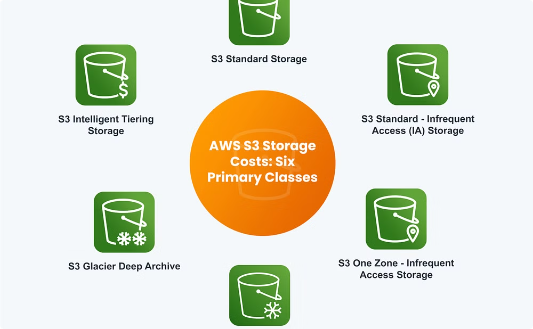 S3 Standard Storage
S3 Intelligent Tiering
Storage
S3 Standard - Infrequent
Access (IA) Storage
AWS S3 Storage
Costs: Six
Primary Classes
S3 Glacier Deep Archive
S3 One Zone - Infrequent
Access Storage